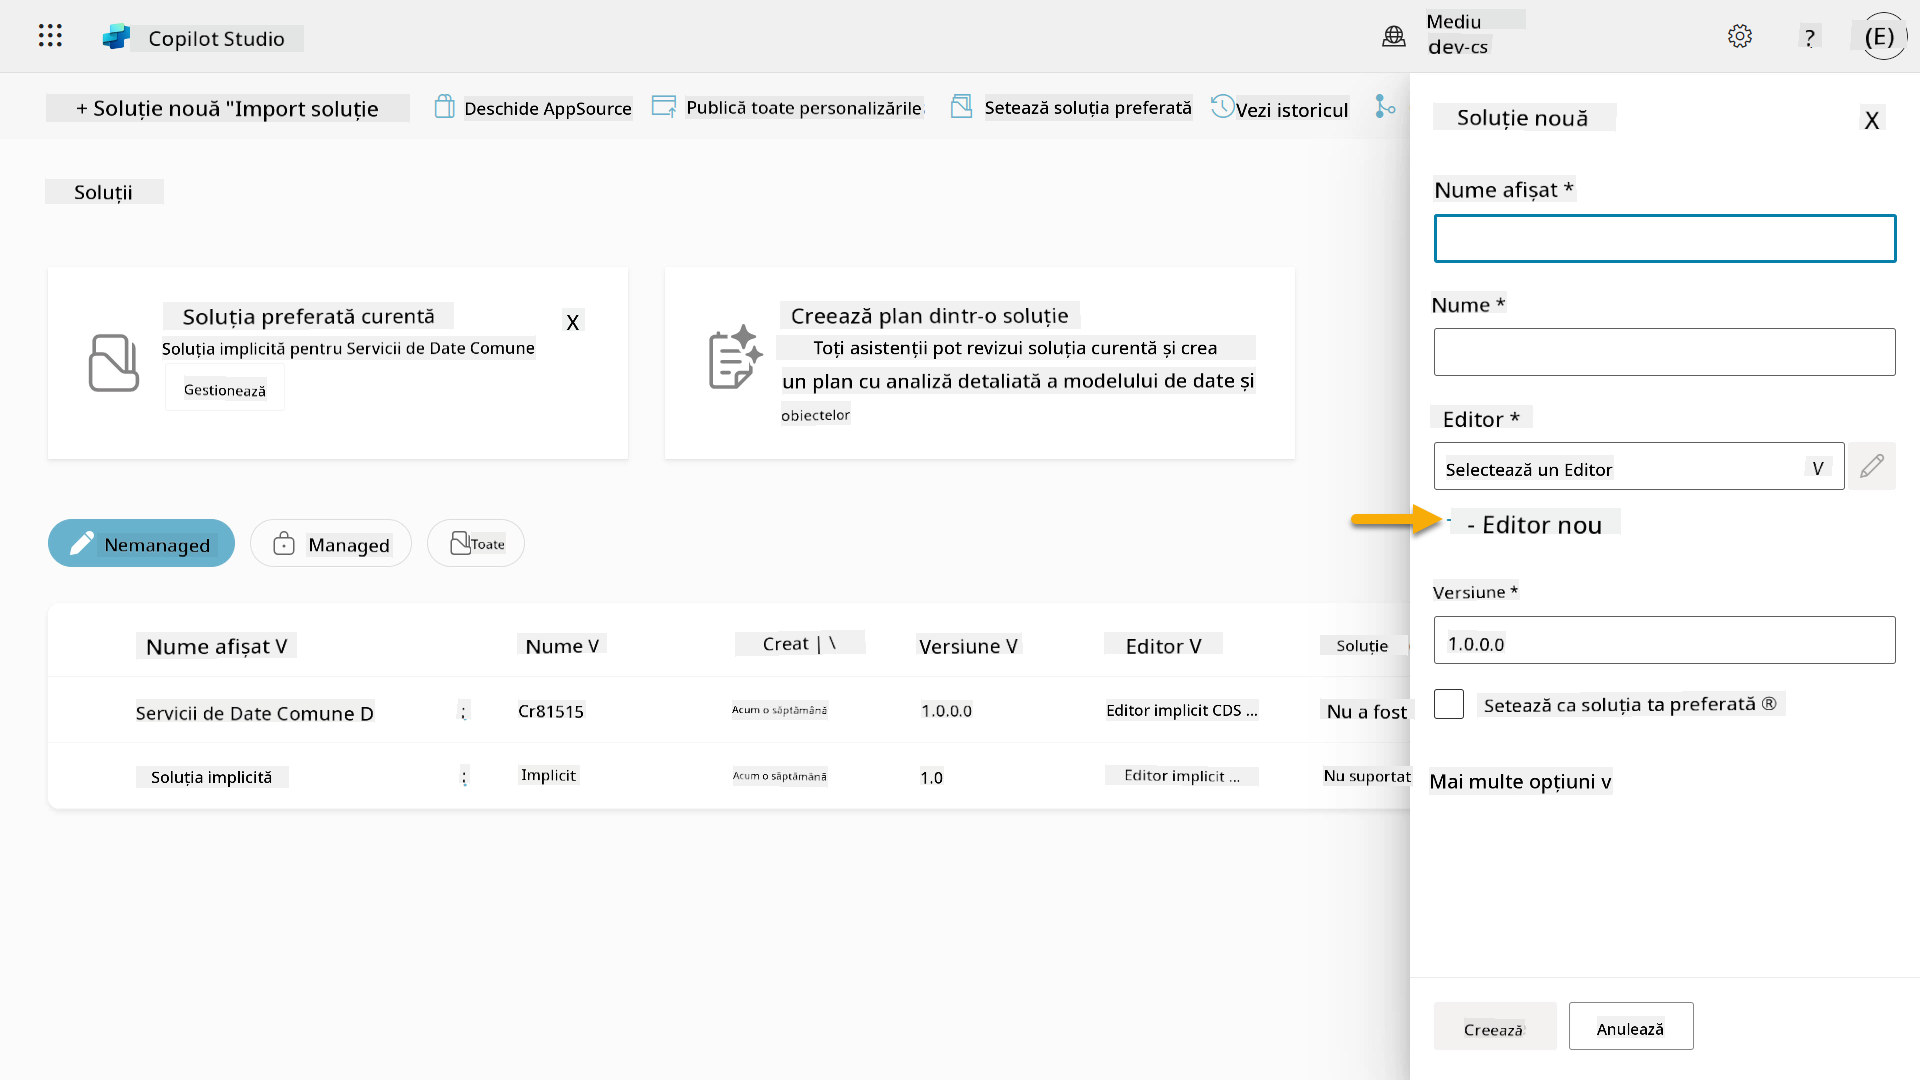 Copilot Studio
Mediu
dev-cs
?
(E)
+ Soluție nouă "Import soluție
Deschide AppSource
Publică toate personalizările
Setează soluția preferată
Vezi istoricul
Soluții
Soluția preferată curentă
X
Soluția implicită pentru Servicii de Date Comune
Gestionează
Creează plan dintr-o soluție
Toți asistenții pot revizui soluția curentă și crea
un plan cu analiză detaliată a modelului de date și
obiectelor
Nemanaged
Managed
Toate
Nume afișat V
Nume V
Creat | \
Versiune V
Editor V
Soluție
Servicii de Date Comune D
:
Cr81515
Acum o săptămână
1.0.0.0
Editor implicit CDS ...
Nu a fost
Soluția implicită
:
Implicit
Acum o săptămână
1.0
Editor implicit ...
Nu suportat
Soluție nouă
X
Nume afișat *
Nume *
Editor *
Selectează un Editor
V
- Editor nou
Versiune *
1.0.0.0
Setează ca soluția ta preferată ®
Mai multe opțiuni v
Creează
Anulează